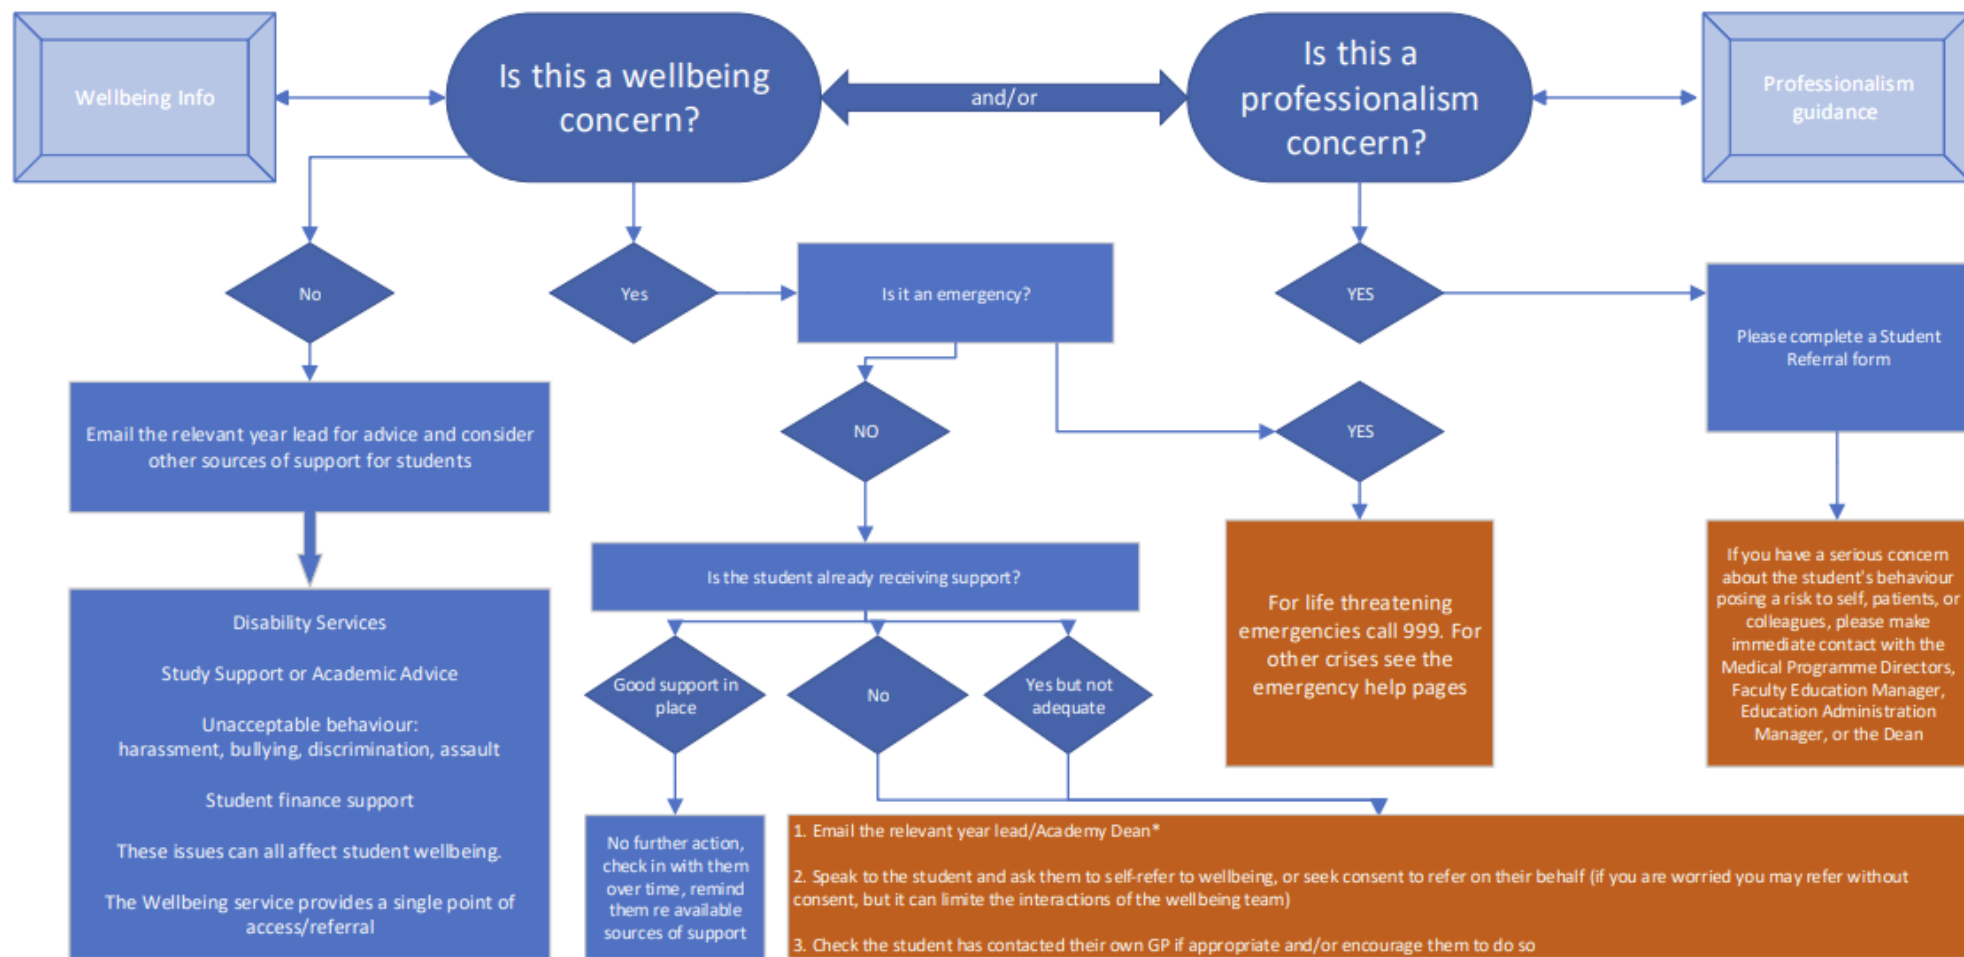 Wellbeing Info
Is this a wellbeing
concern?
and/or
Is this a
professionalism
concern?
Professionalism
guidance
No
Yes
Is it an emergency?
YES
Please complete a Student
Referral form
Email the relevant year lead for advice and consider
other sources of support for students
NO
YES
Disability Services
Study Support or Academic Advice
Unacceptable behaviour:
harassment, bullying, discrimination, assault
Student finance support
These issues can all affect student wellbeing.
The Wellbeing service provides a single point of
access/referral
Is the student already receiving support?
Good support in
place
No
Yes but not
adequate
For life threatening
emergencies call 999. For
other crises see the
emergency help pages
If you have a serious concern
about the student's behaviour
posing a risk to self, patients, or
colleagues, please make
immediate contact with the
Medical Programme Directors,
Faculty Education Manager,
Education Administration
Manager, or the Dean
No further action,
check in with them
over time, remind
them re available
sources of support
1. Email the relevant year lead/Academy Dean*
2. Speak to the student and ask them to self-refer to wellbeing, or seek consent to refer on their behalf (if you are worried you may refer without
consent, but it can limit the interactions of the wellbeing team)
3. Check the student has contacted their own GP if appropriate and/or encourage them to do so